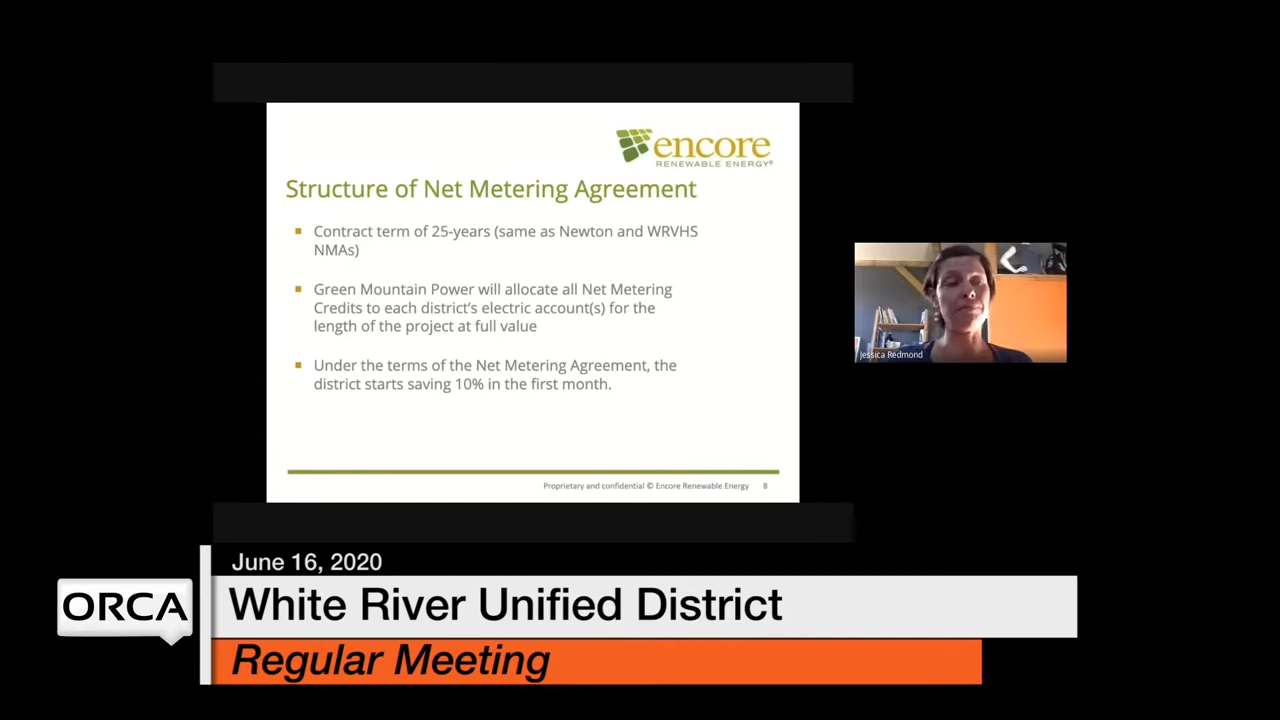 encore
RENEWABLE ENERGY®
Structure of Net Metering Agreement
Contract term of 25-years (same as Newton and WRVHS
NMAs)
Green Mountain Power will allocate all Net Metering
Credits to each district's electric account(s) for the
length of the project at full value
Under the terms of the Net Metering Agreement, the
district starts saving 10% in the first month.
Proprietary and confidential © Encore Renewable Energy 8
Jessica Redmond
June 16, 2020
ORCA
White River Unified District
Regular Meeting